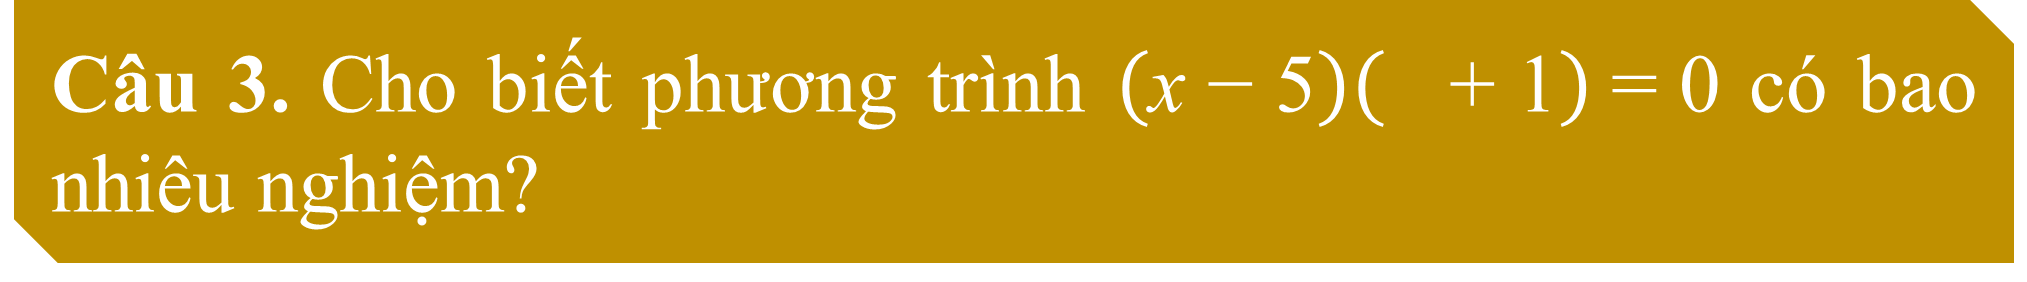 Câu 3. Cho biết phương trình (x − 5)( + 1) = 0 có bao
nhiêu nghiệm?